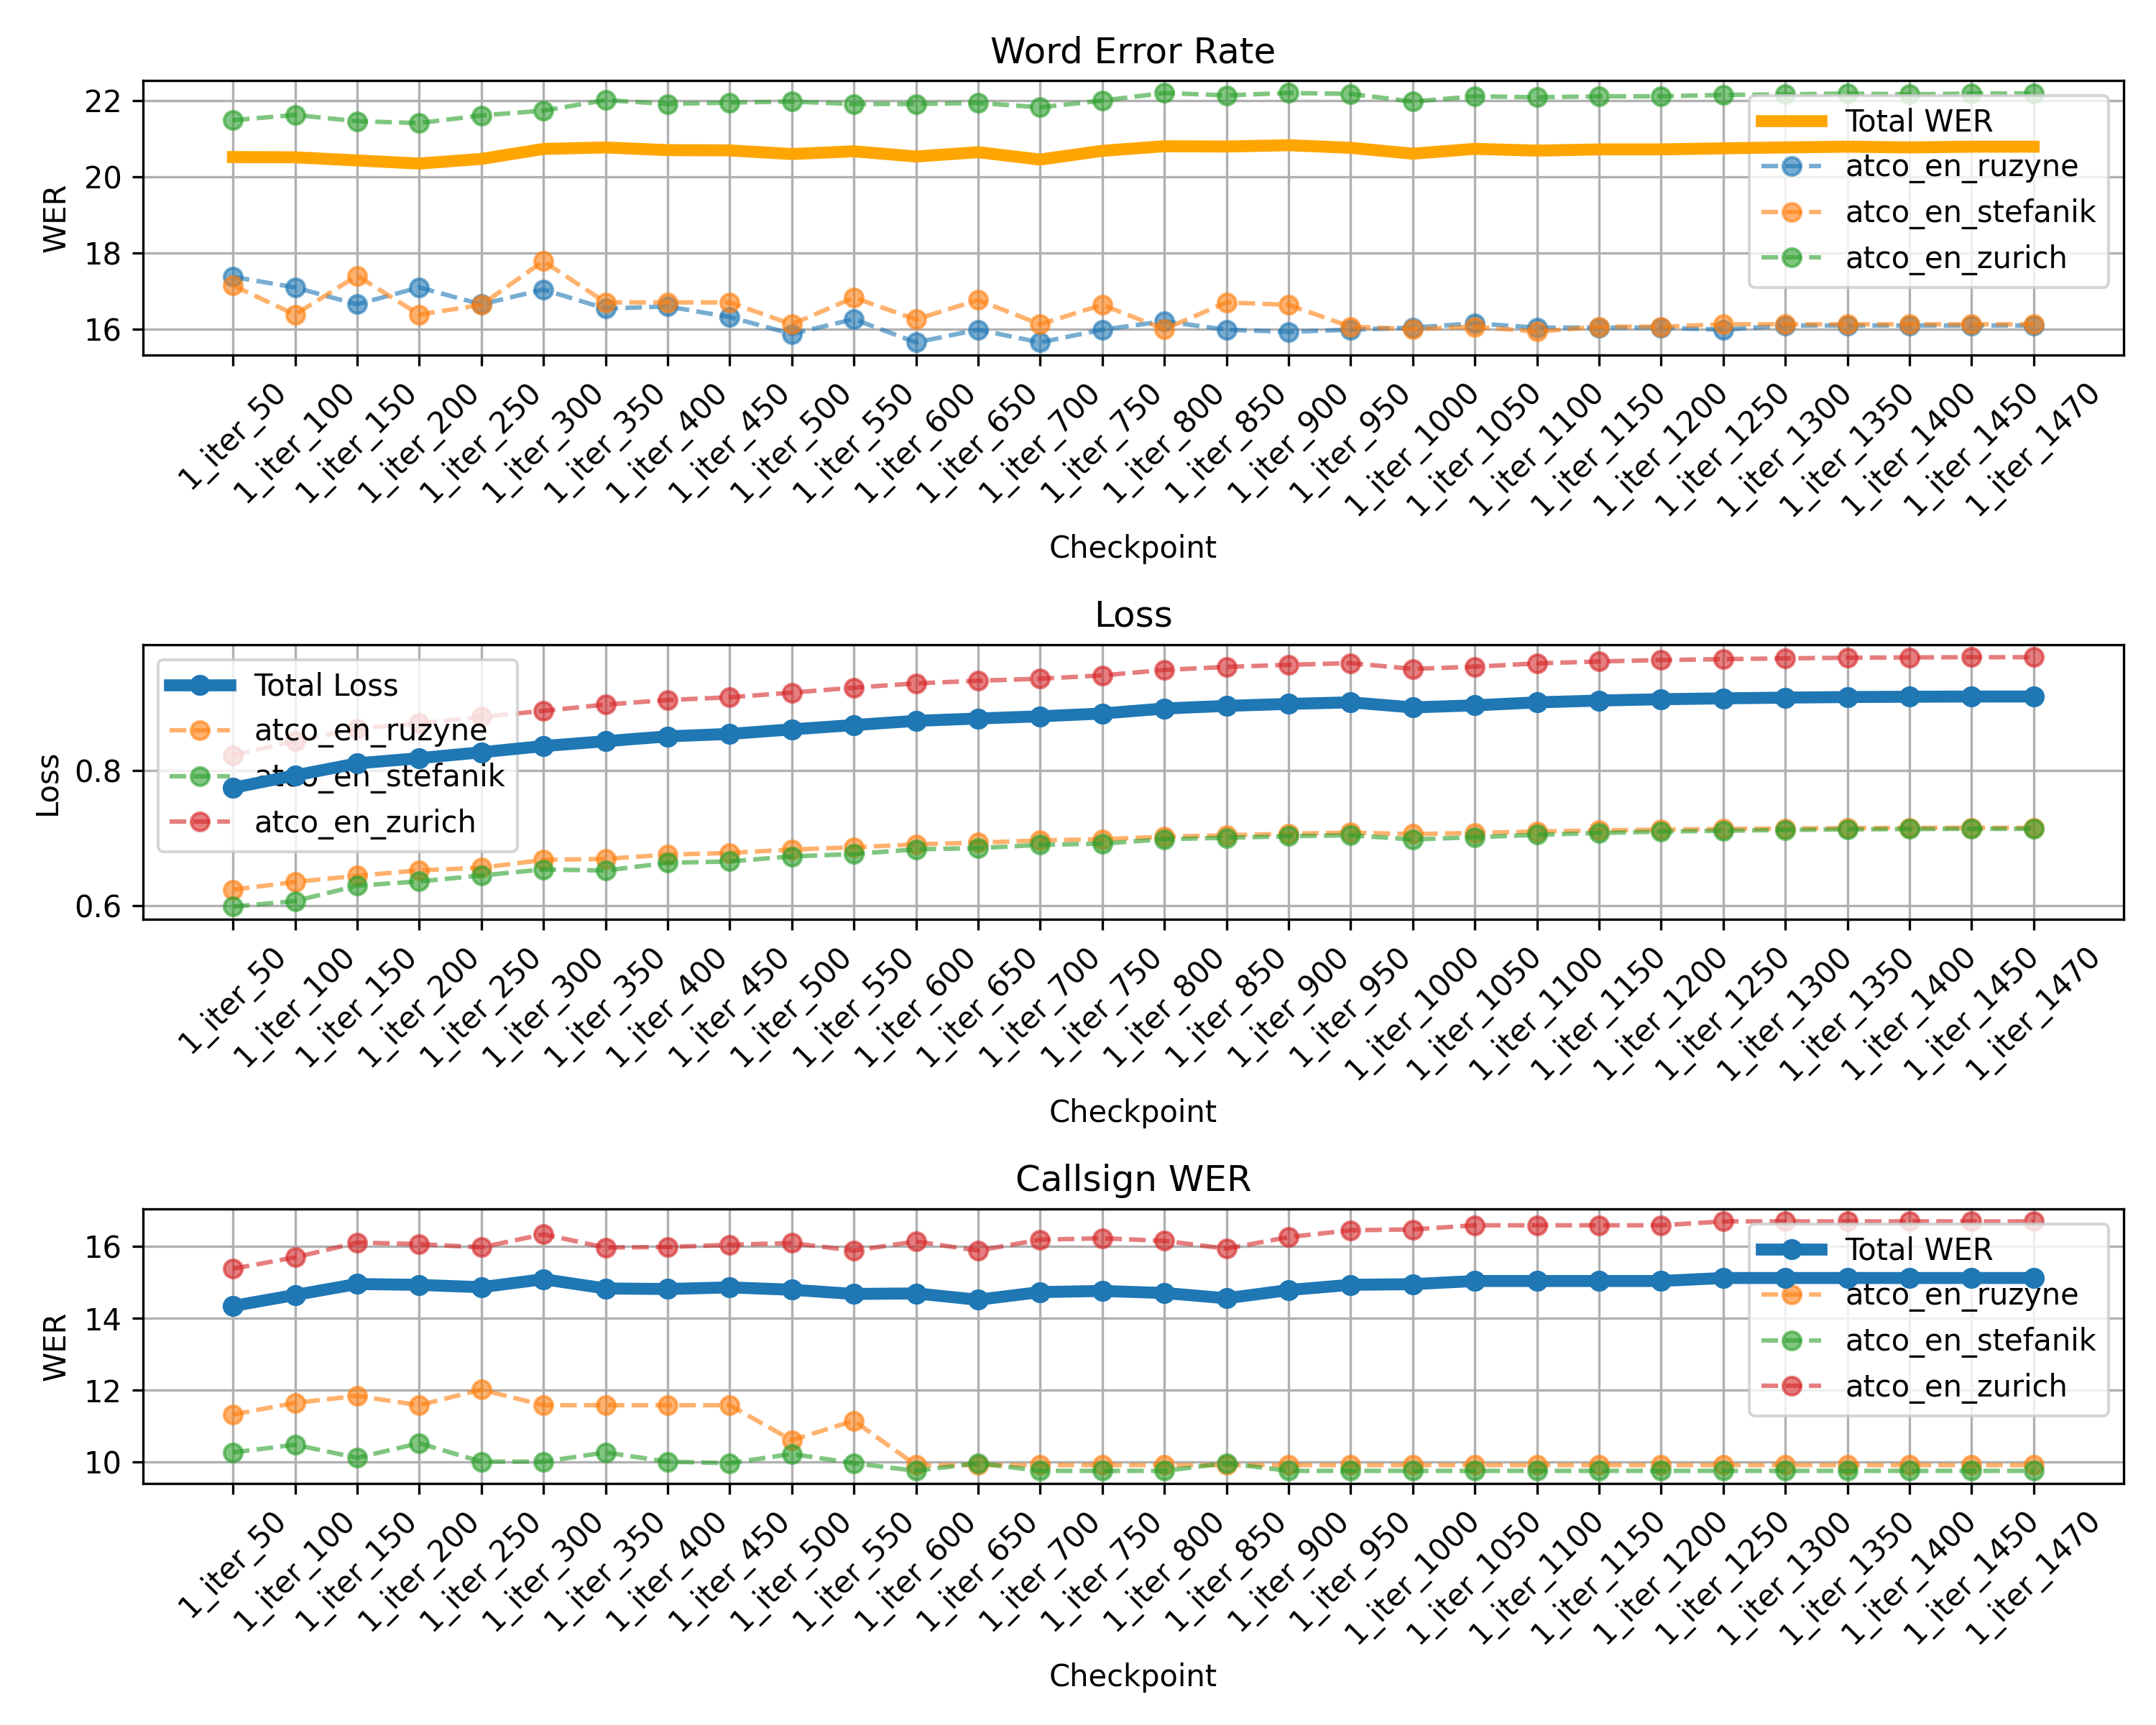 Word Error Rate
22
20
18
16
WER
Total WER
atco_en_ruzyne
atco_en_stefanik
atco_en_zurich
1_iter_50
1_iter_100
1_iter_150
1_iter_200
1_iter_250
1_iter_300
1_iter_350
1_iter_400
1_iter_450
1_iter_500
1_iter_550
1_iter_600
1_iter_650
1_iter_700
1_iter_750
1_iter_800
1_iter_850
1_iter_900
1_iter_950
1_iter_1000
1_iter_1050
1_iter_1100
1_iter_1150
1_iter_1200
1_iter_1250
1_iter_1300
1_iter_1350
1_iter_1400
1_iter_1450
1_iter_1470
Checkpoint
Loss
0.8
0.6
Loss
Total Loss
atco_en_ruzyne
atco_en_stefanik
atco_en_zurich
1_iter_50
1_iter_100
1_iter_150
1_iter_200
1_iter_250
1_iter_300
1_iter_350
1_iter_400
1_iter_450
1_iter_500
1_iter_550
1_iter_600
1_iter_650
1_iter_700
1_iter_750
1_iter_800
1_iter_850
1_iter_900
1_iter_950
1_iter_1000
1_iter_1050
1_iter_1100
1_iter_1150
1_iter_1200
1_iter_1250
1_iter_1300
1_iter_1350
1_iter_1400
1_iter_1450
1_iter_1470
Checkpoint
Callsign WER
16
14
12
10
WER
Total WER
atco_en_ruzyne
atco_en_stefanik
atco_en_zurich
1_iter_50
1_iter_100
1_iter_150
1_iter_200
1_iter_250
1_iter_300
1_iter_350
1_iter_400
1_iter_450
1_iter_500
1_iter_550
1_iter_600
1_iter_650
1_iter_700
1_iter_750
1_iter_800
1_iter_850
1_iter_900
1_iter_950
1_iter_1000
1_iter_1050
1_iter_1100
1_iter_1150
1_iter_1200
1_iter_1250
1_iter_1300
1_iter_1350
1_iter_1400
1_iter_1450
1_iter_1470
Checkpoint